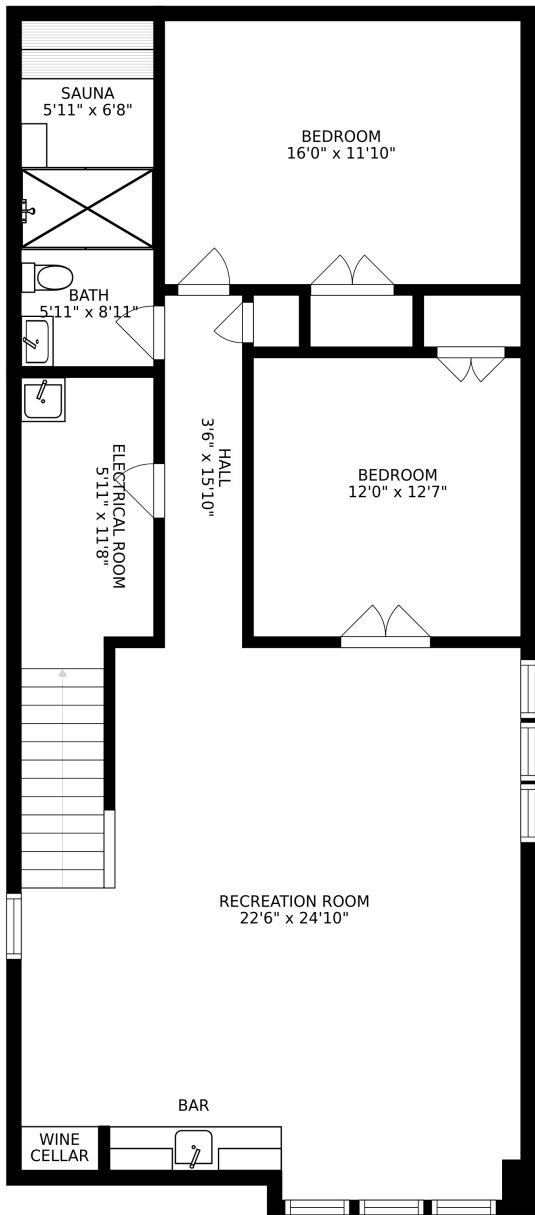 SAUNA
5'11" x 6'8"
BEDROOM
16'0" x 11'10"
BATH
5'11" x 8'11"
HALL
3'6" x 15'10"
ELECTRICAL ROOM
5'11" x 11'8"
BEDROOM
12'0" x 12'7"
RECREATION ROOM
22'6" x 24'10"
BAR
WINE
CELLAR